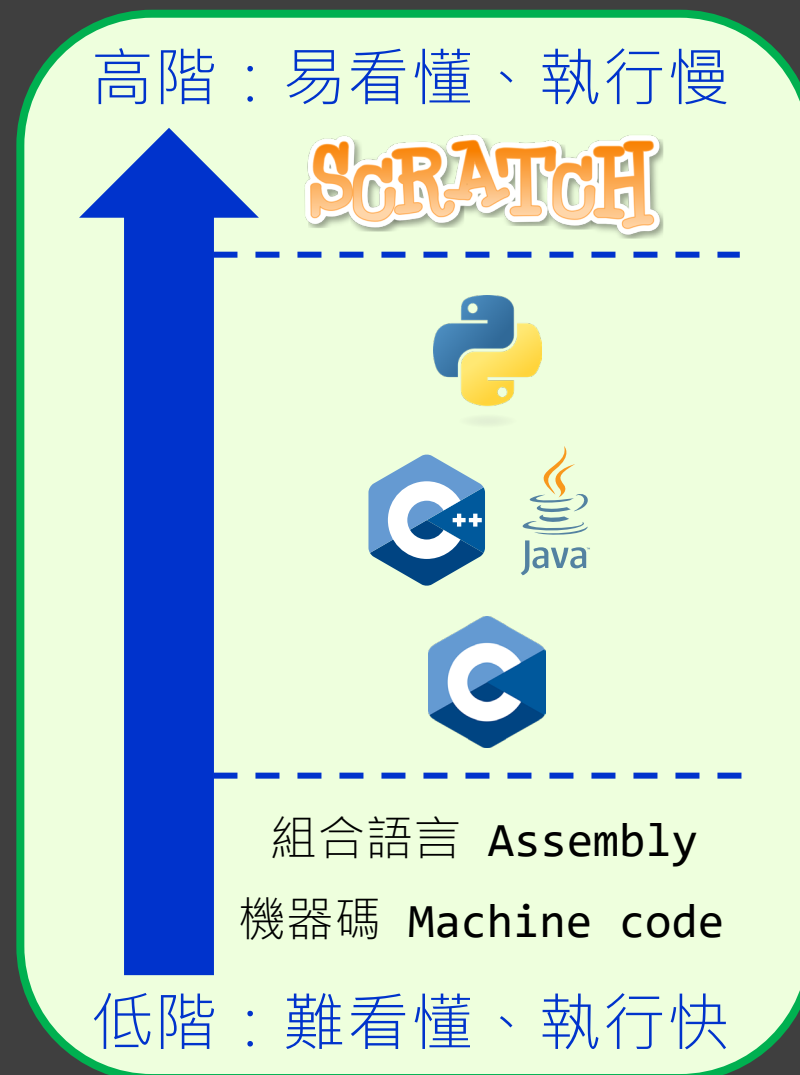 高階：易看懂、執行慢
SCRATCH
C++
Java
C
組合語言 Assembly
機器碼 Machine code
低階：難看懂、執行快